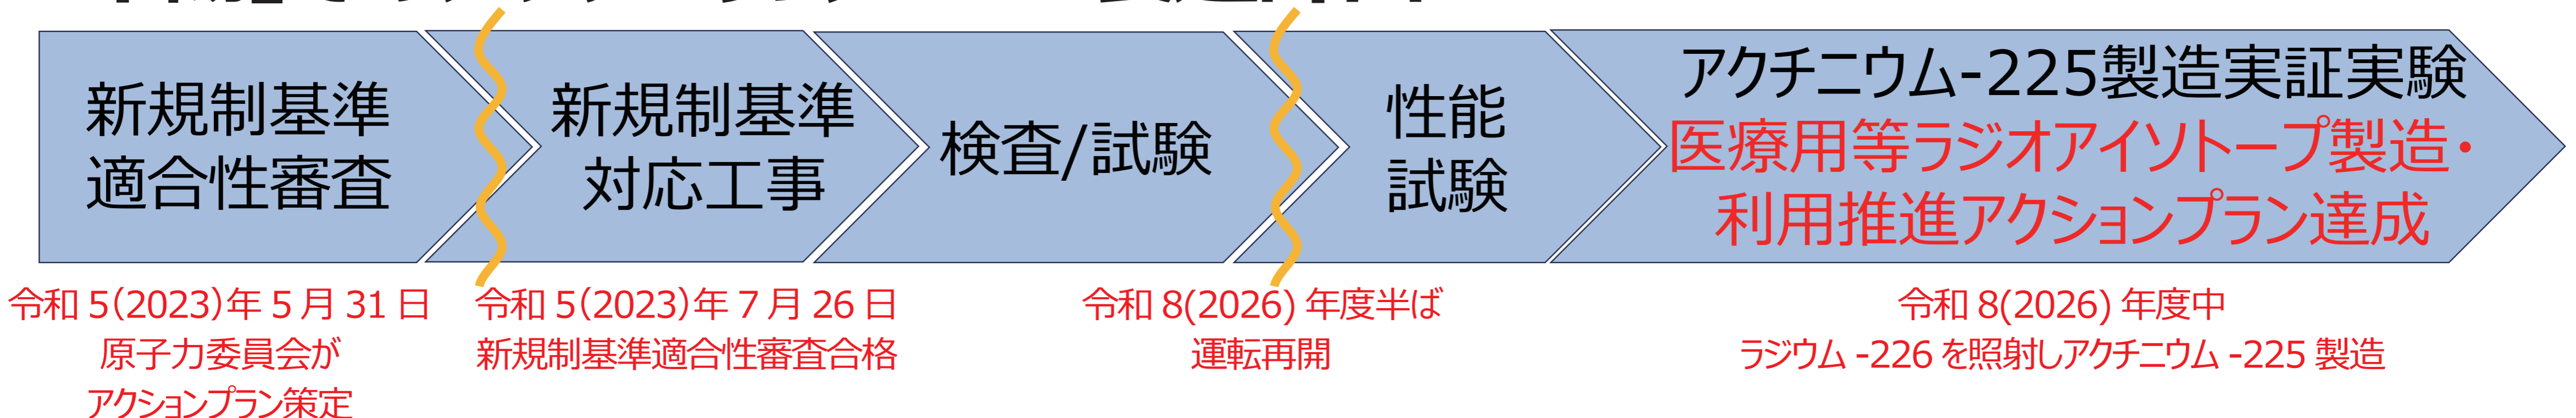 新規制基準
適合性審査
新規制基準
対応工事
検査/試験
性能
試験
アクチニウム-225製造実証実験
医療用等ラジオアイソトープ製造・
利用推進アクションプラン達成
令和 5(2023)年 5 月 31 日
原子力委員会が
アクションプラン策定
令和 5(2023)年 7 月 26 日
新規制基準適合性審査合格
令和 8(2026) 年度半ば
運転再開
令和 8(2026) 年度中
ラジウム -226 を照射しアクチニウム -225 製造